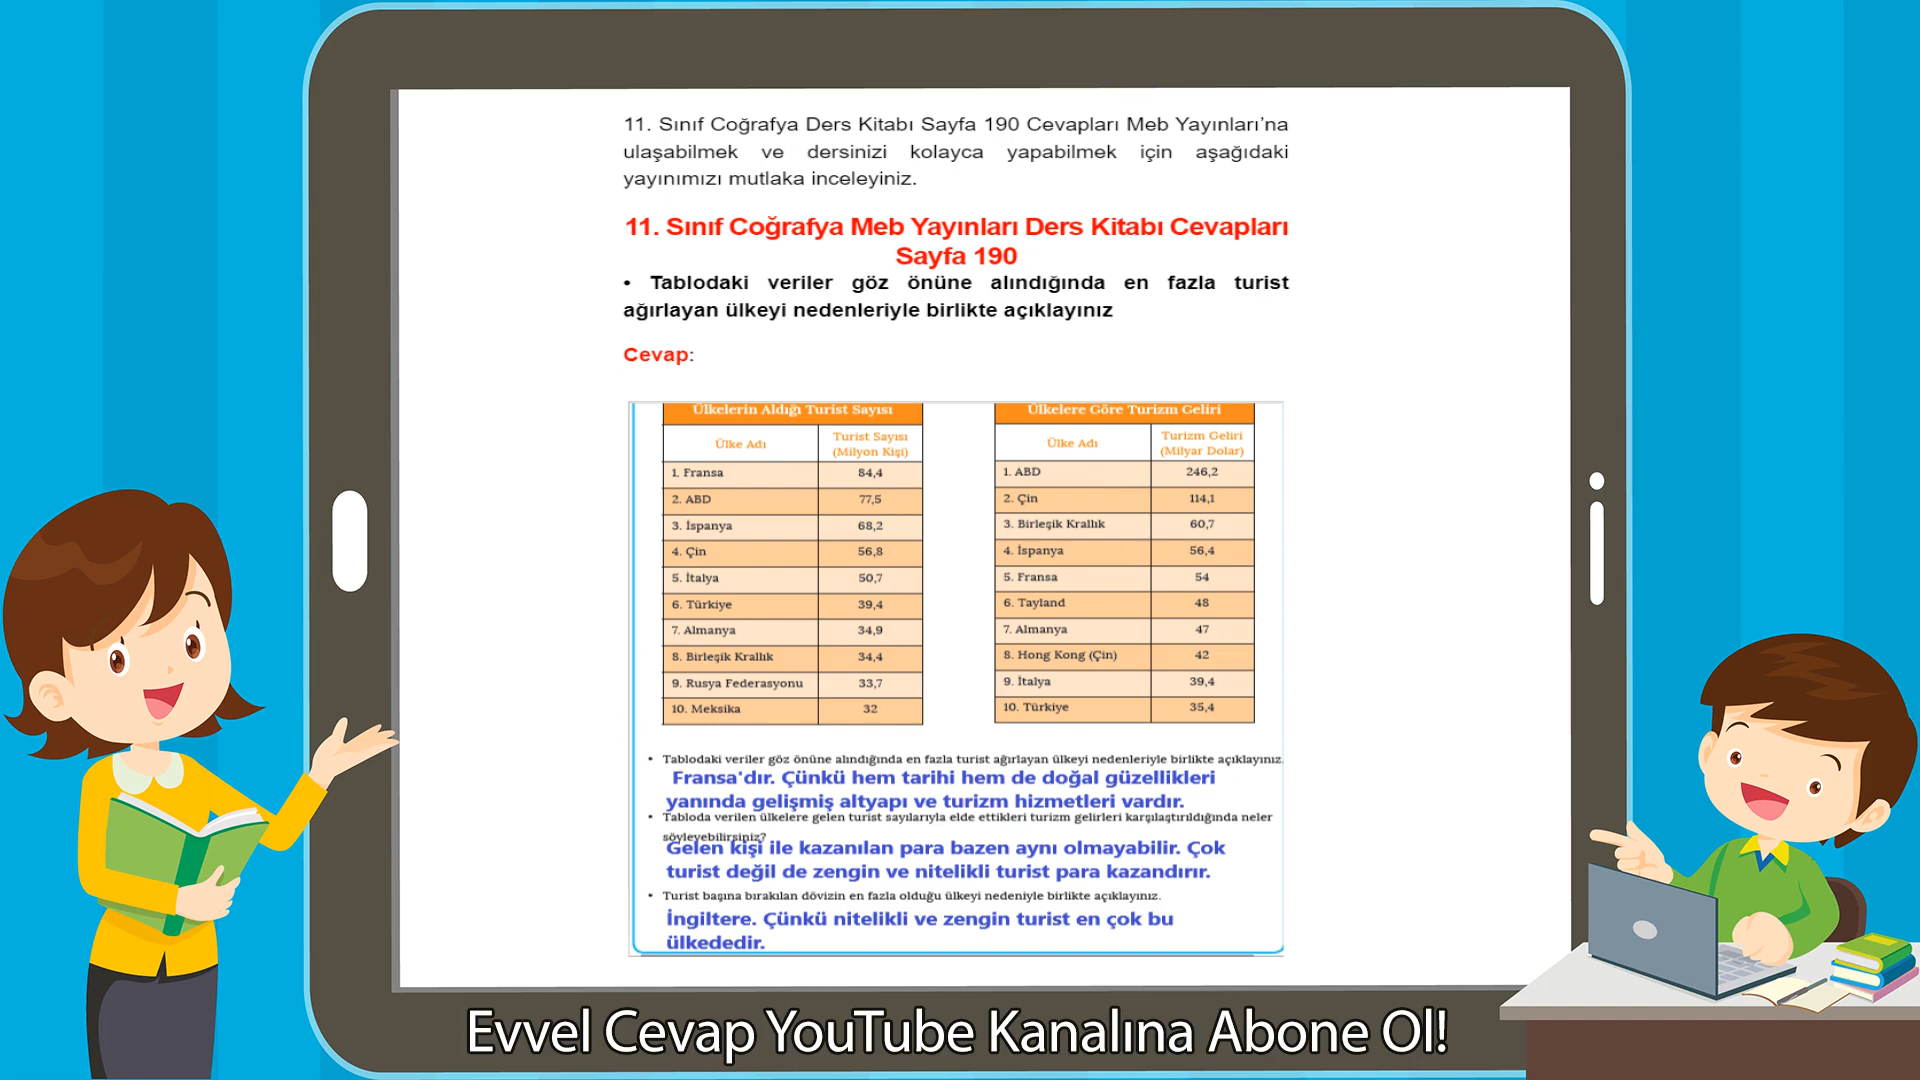 11. Sınıf Coğrafya Ders Kitabı Sayfa 190 Cevapları Meb Yayınları’na
ulaşabilmek ve dersinizi kolayca yapabilmek için aşağıdaki
yayınımızı mutlaka inceleyiniz.
11. Sınıf Coğrafya Meb Yayınları Ders Kitabı Cevapları
Sayfa 190
• Tablodaki veriler göz önüne alındığında en fazla turist
ağırlayan ülkeyi nedenleriyle birlikte açıklayınız
Cevap:
Ülkelerin Aldığı Turist Sayısı
Ülke Adı Turist Sayısı (Milyon Kişi)
1. Fransa 84,4
2. ABD 77,5
3. İspanya 68,2
4. Çin 56,8
5. İtalya 50,7
6. Türkiye 39,4
7. Almanya 34,9
8. Birleşik Krallık 34,4
9. Rusya Federasyonu 33,7
10. Meksika 32
Ülkelere Göre Turizm Geliri
Ülke Adı Turizm Geliri (Milyar Dolar)
1. ABD 246,2
2. Çin 114,1
3. Birleşik Krallık 60,7
4. İspanya 56,4
5. Fransa 54
6. Tayland 48
7. Almanya 47
8. Hong Kong (Çin) 42
9. İtalya 39,4
10. Türkiye 35,4
• Tablodaki veriler göz önüne alındığında en fazla turist ağırlayan ülkeyi nedenleriyle birlikte açıklayınız.
Fransa'dır. Çünkü hem tarihi hem de doğal güzellikleri
yanında gelişmiş altyapı ve turizm hizmetleri vardır.
• Tabloda verilen ülkelere gelen turist sayılarıyla elde ettikleri turizm gelirleri karşılaştırıldığında neler
söyleyebilirsiniz?
Gelen kişi ile kazanılan para bazen aynı olmayabilir. Çok
turist değil de zengin ve nitelikli turist para kazandırır.
• Turist başına bırakılan dövizin en fazla olduğu ülkeyi nedeniyle birlikte açıklayınız.
İngiltere. Çünkü nitelikli ve zengin turist en çok bu
ülkededir.
Evvel Cevap YouTube Kanalına Abone Ol!